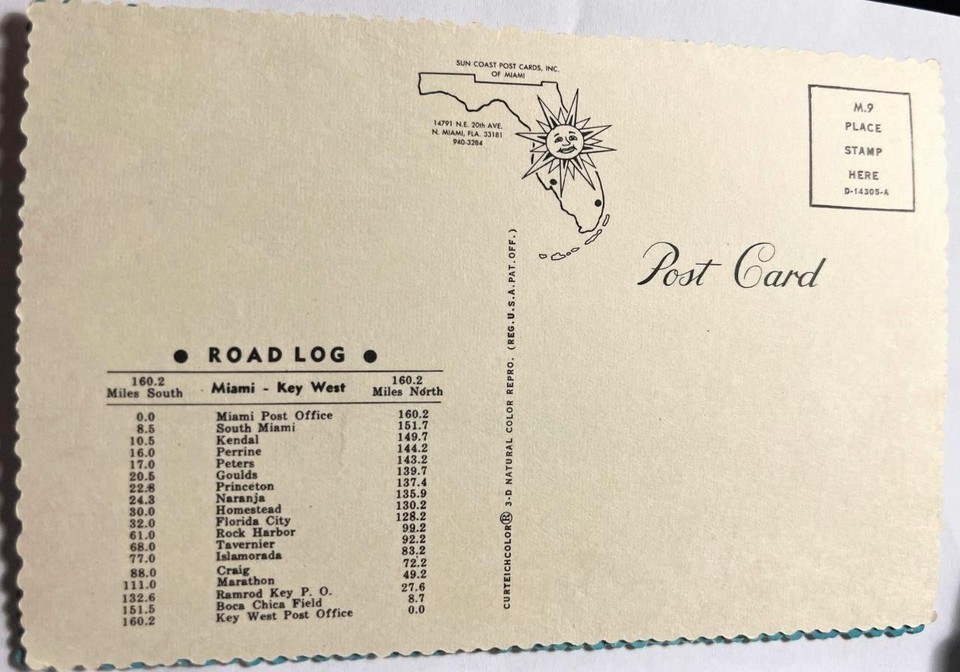 SUN COAST POST CARDS, INC.
OF MIAMI
14791 N.E. 20th AVE.
N. MIAMI, FLA. 33181
940-3284
M.9
PLACE
STAMP
HERE
D-14305-A
Post Card
● ROAD LOG ●
160.2 Miles South Miami - Key West 160.2 Miles North
0.0 Miami Post Office 160.2
8.5 South Miami 151.7
10.5 Kendal 149.7
16.0 Perrine 144.2
17.0 Peters 143.2
20.5 Goulds 139.7
22.8 Princeton 137.4
24.3 Naranja 135.9
30.0 Homestead 130.2
32.0 Florida City 128.2
61.0 Rock Harbor 99.2
68.0 Tavernier 92.2
77.0 Islamorada 83.2
88.0 Craig 72.2
111.0 Marathon 49.2
132.6 Ramrod Key P. O. 27.6
151.5 Boca Chica Field 8.7
160.2 Key West Post Office 0.0
CURTEICHCOLOR® 3-D NATURAL COLOR REPRO. (REG.U.S.A.PAT.OFF.)